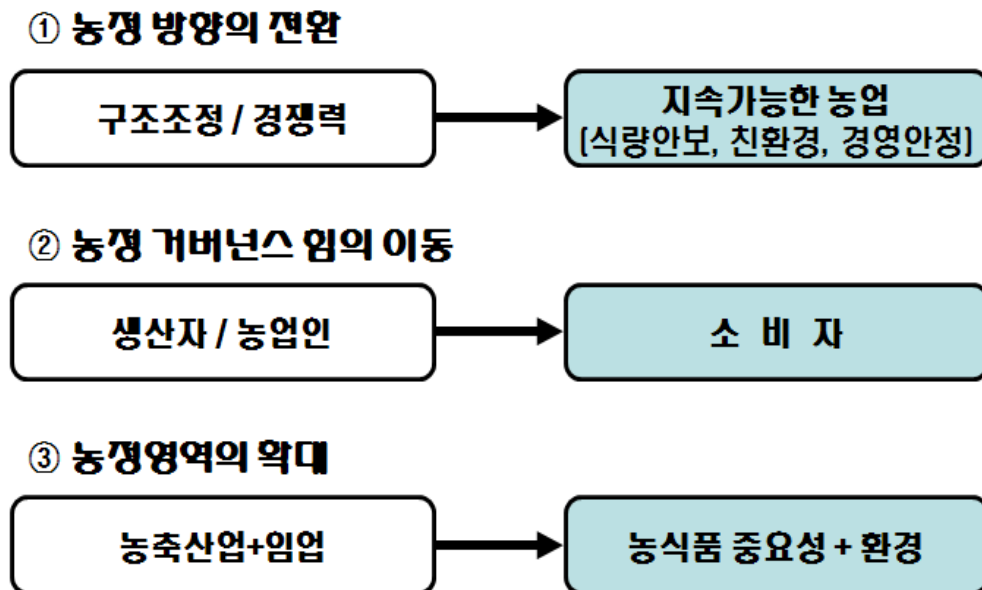 ① 농정 방향의 전환
구조조정 / 경쟁력
지속가능한 농업
(식량안보, 친환경, 경영안정)
② 농정 거버넌스 힘의 이동
생산자 / 농업인
소 비 자
③ 농정영역의 확대
농축산업+임업
농식품 중요성 + 환경